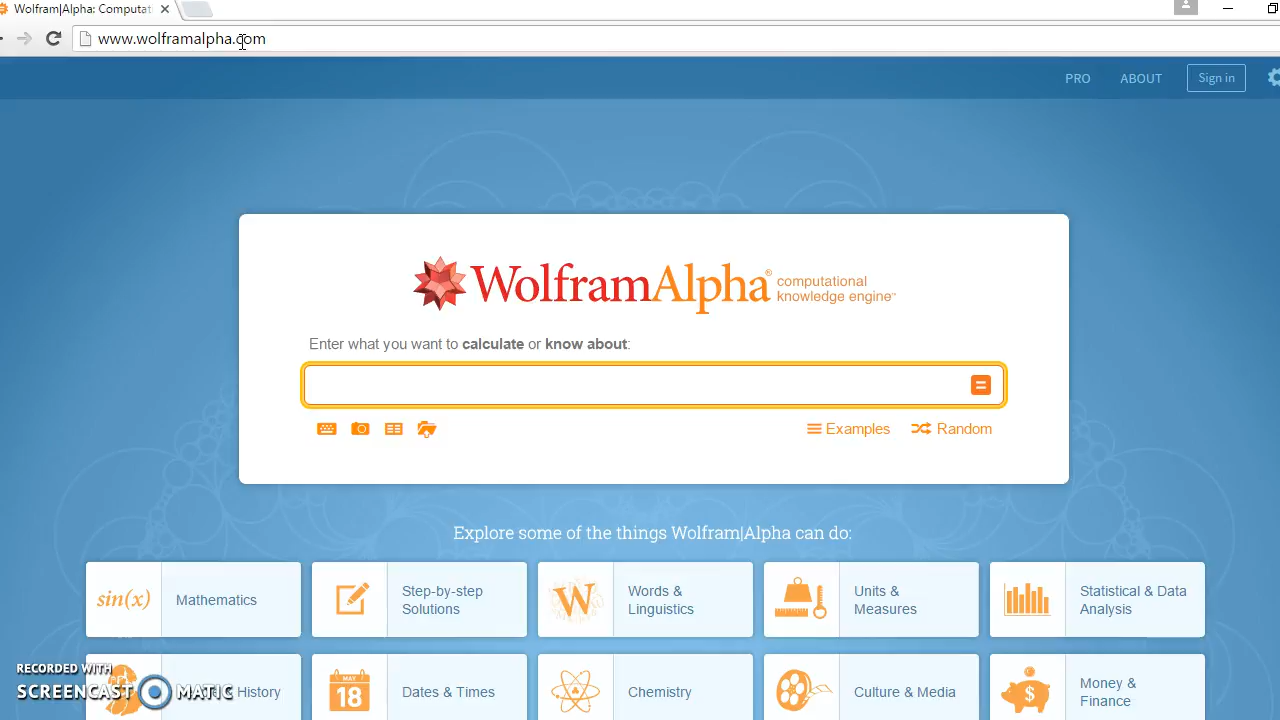 Wolfram|Alpha: Computat
www.wolframalpha.com
PRO ABOUT Sign in
WolframAlpha® computational
knowledge engine™
Enter what you want to calculate or know about:
Examples Random
Explore some of the things Wolfram|Alpha can do:
sin(x) Mathematics
Step-by-step
Solutions
W Words &
Linguistics
Units &
Measures
Statistical & Data
Analysis
RECORDED WITH
SCREENCAST MATIC
History
18 Dates & Times
Chemistry
Culture & Media
$ Money &
Finance